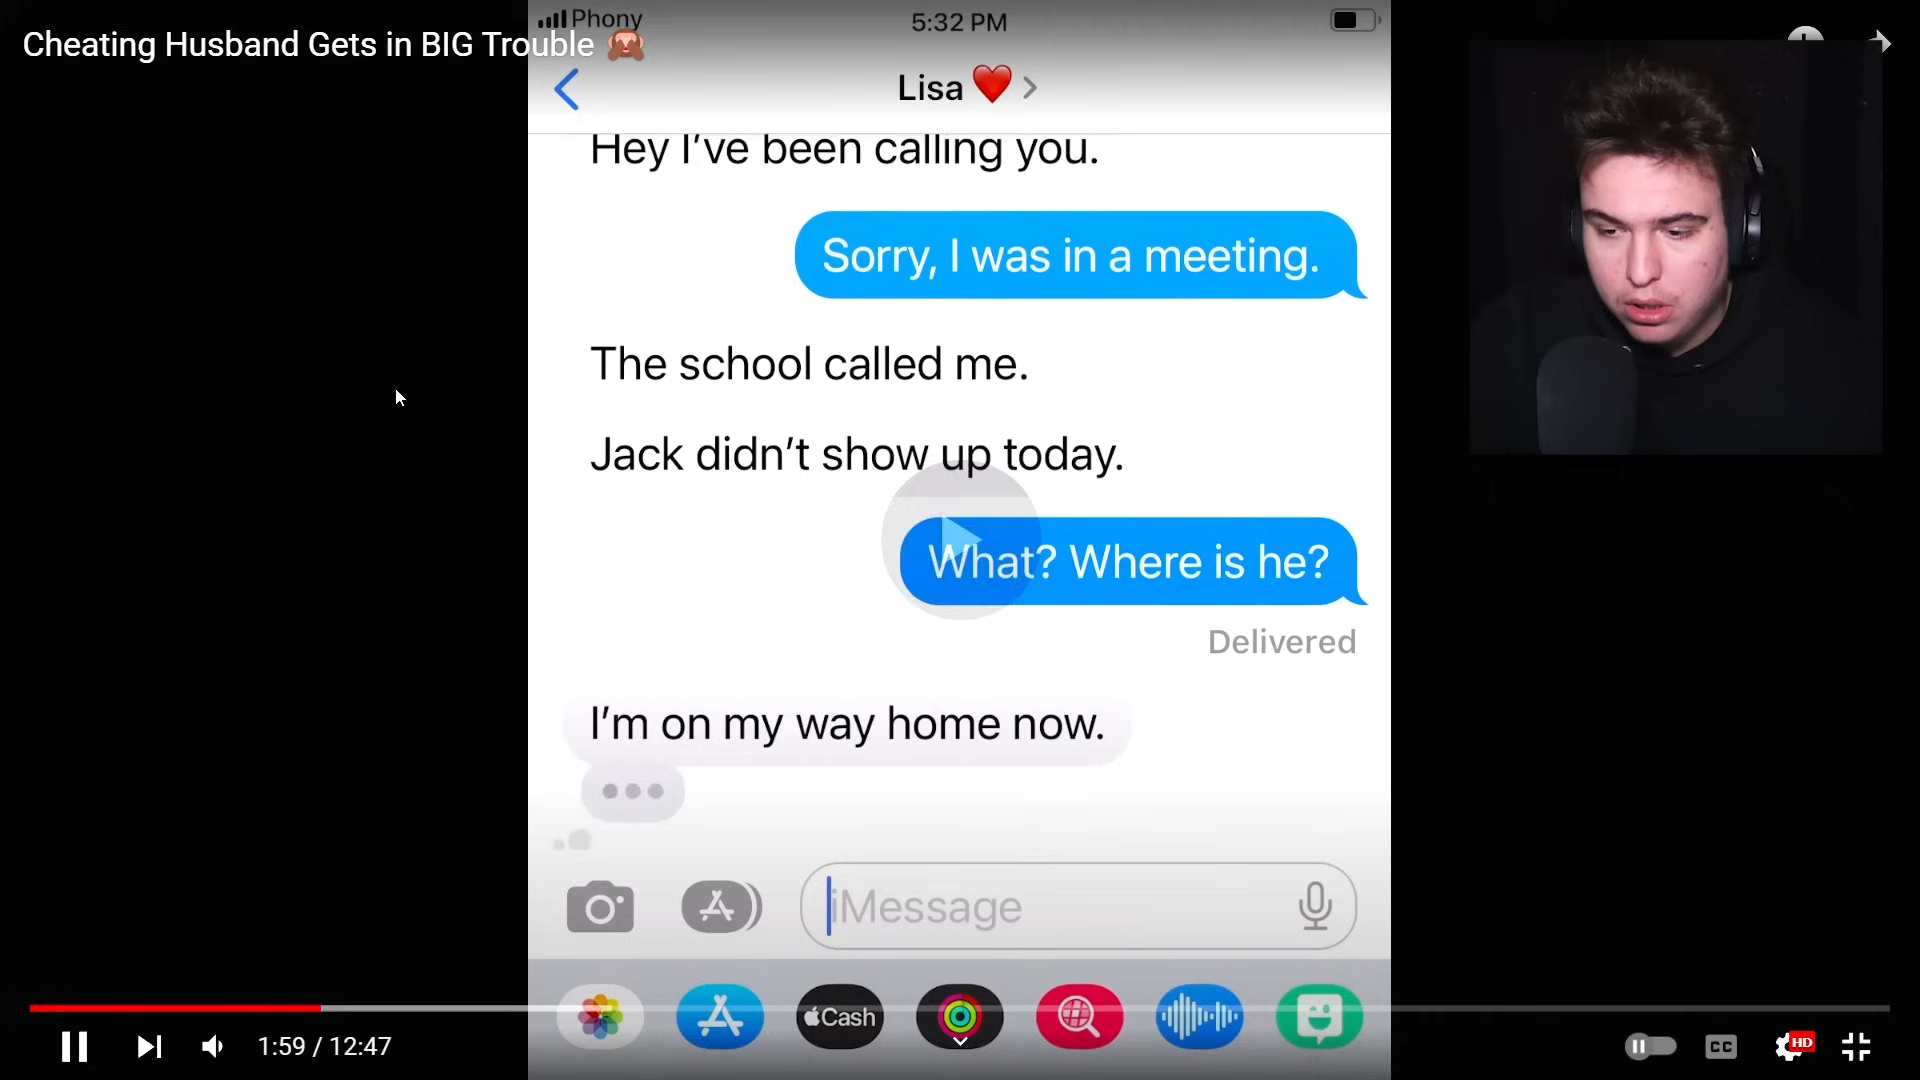 Phony
5:32 PM
Cheating Husband Gets in BIG Trouble 🙈
Lisa ❤️
Hey I've been calling you.
Sorry, I was in a meeting.
The school called me.
Jack didn't show up today.
What? Where is he?
Delivered
I'm on my way home now.
iMessage
Cash
1:59 / 12:47
CC
HD